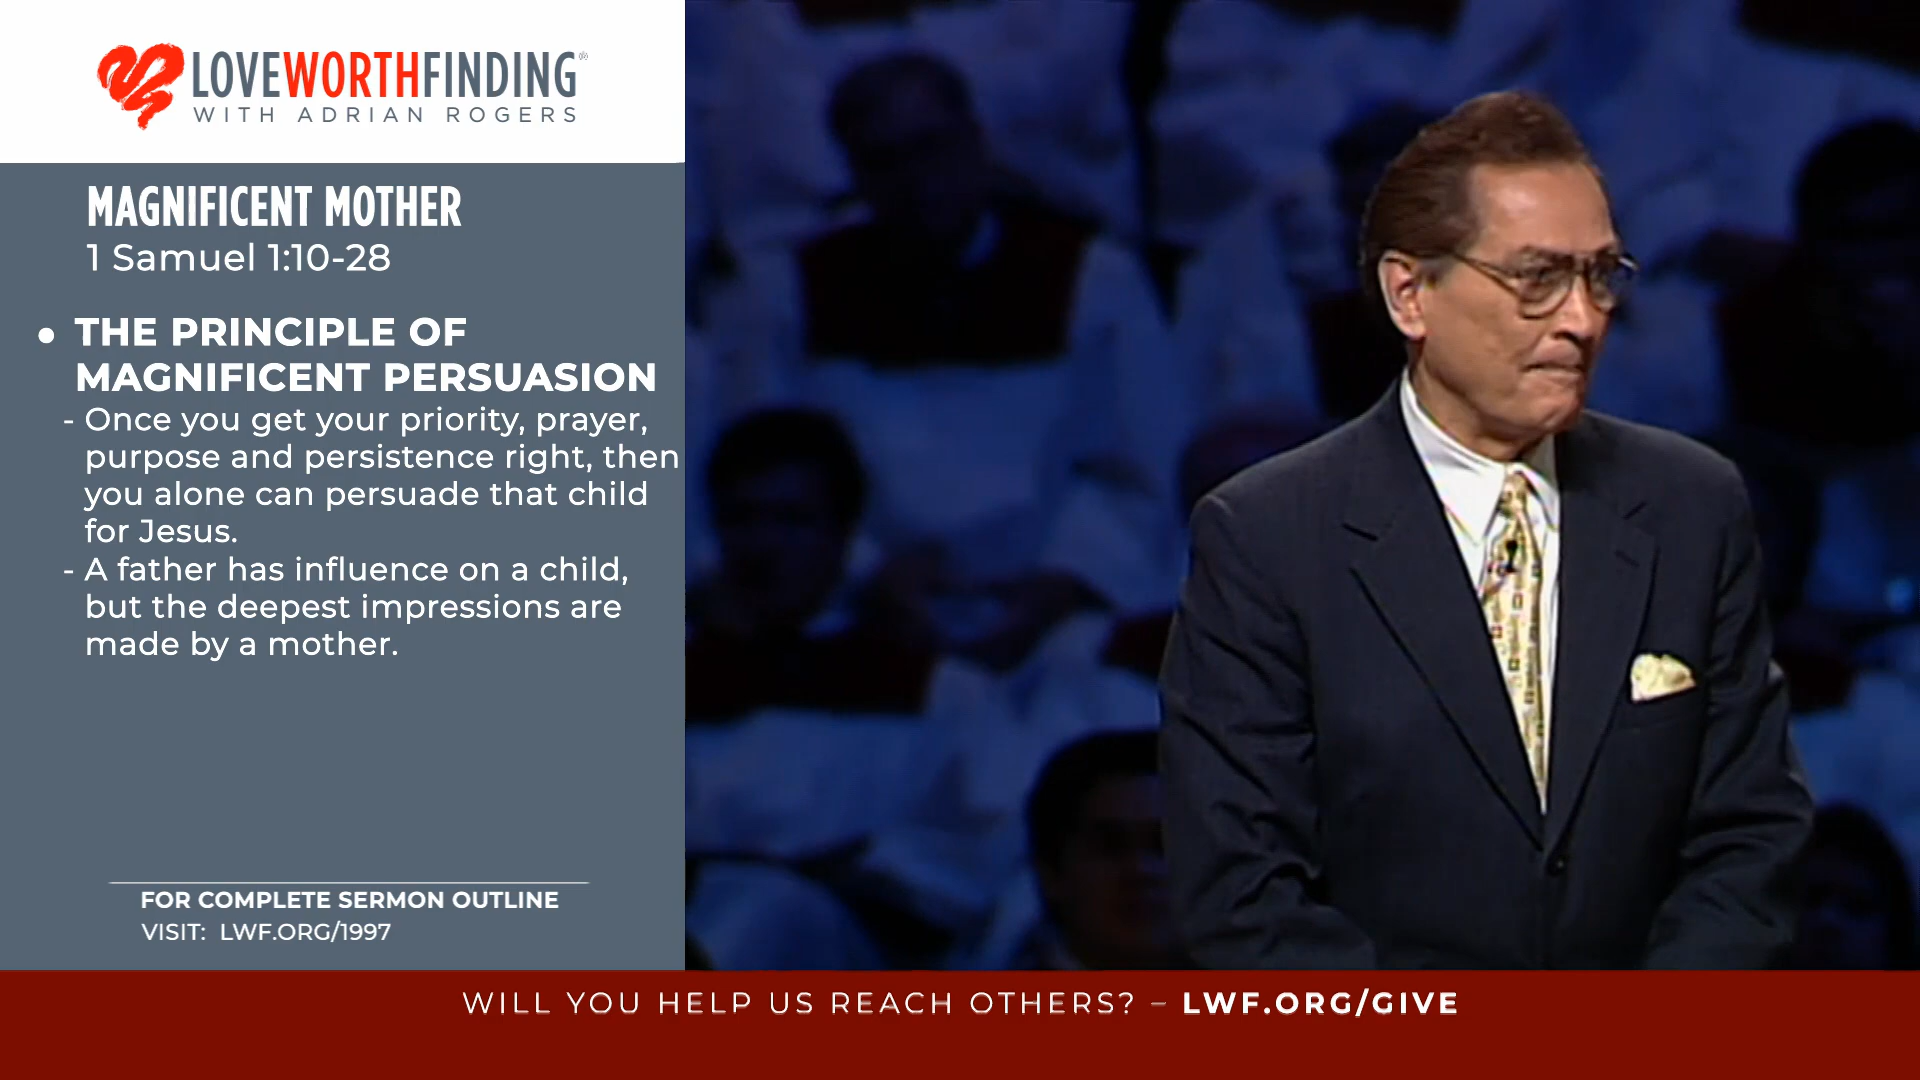 LOVEWORTHFINDING®
WITH ADRIAN ROGERS
MAGNIFICENT MOTHER
1 Samuel 1:10-28
• THE PRINCIPLE OF
MAGNIFICENT PERSUASION
- Once you get your priority, prayer,
purpose and persistence right, then
you alone can persuade that child
for Jesus.
- A father has influence on a child,
but the deepest impressions are
made by a mother.
FOR COMPLETE SERMON OUTLINE
VISIT: LWF.ORG/1997
WILL YOU HELP US REACH OTHERS? – LWF.ORG/GIVE